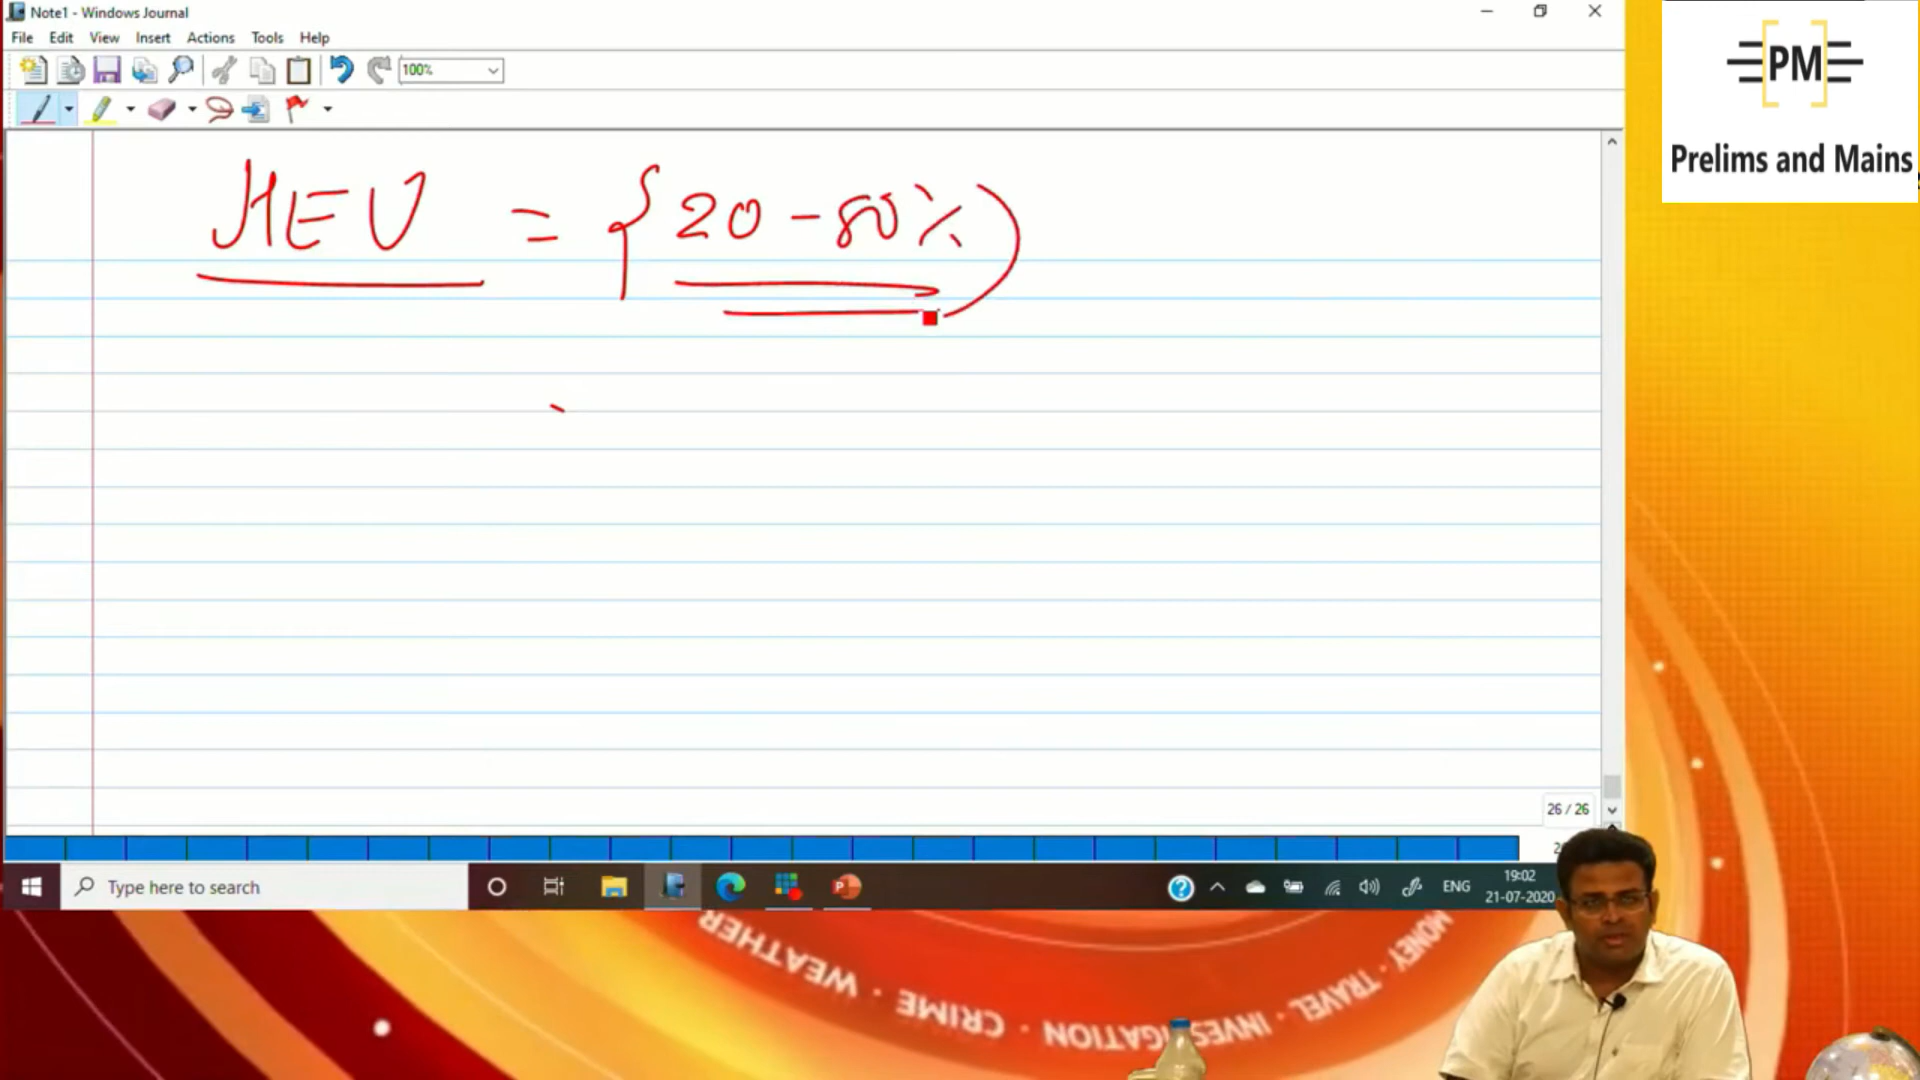 Note1 - Windows Journal
File Edit View Insert Actions Tools Help
100%
PM
Prelims and Mains
HEV = {20-80%)
26 / 26
Type here to search
ENG
19:02
21-07-2020
WEATHER · CRIME · INVESTIGATION · TRAVEL · MONEY